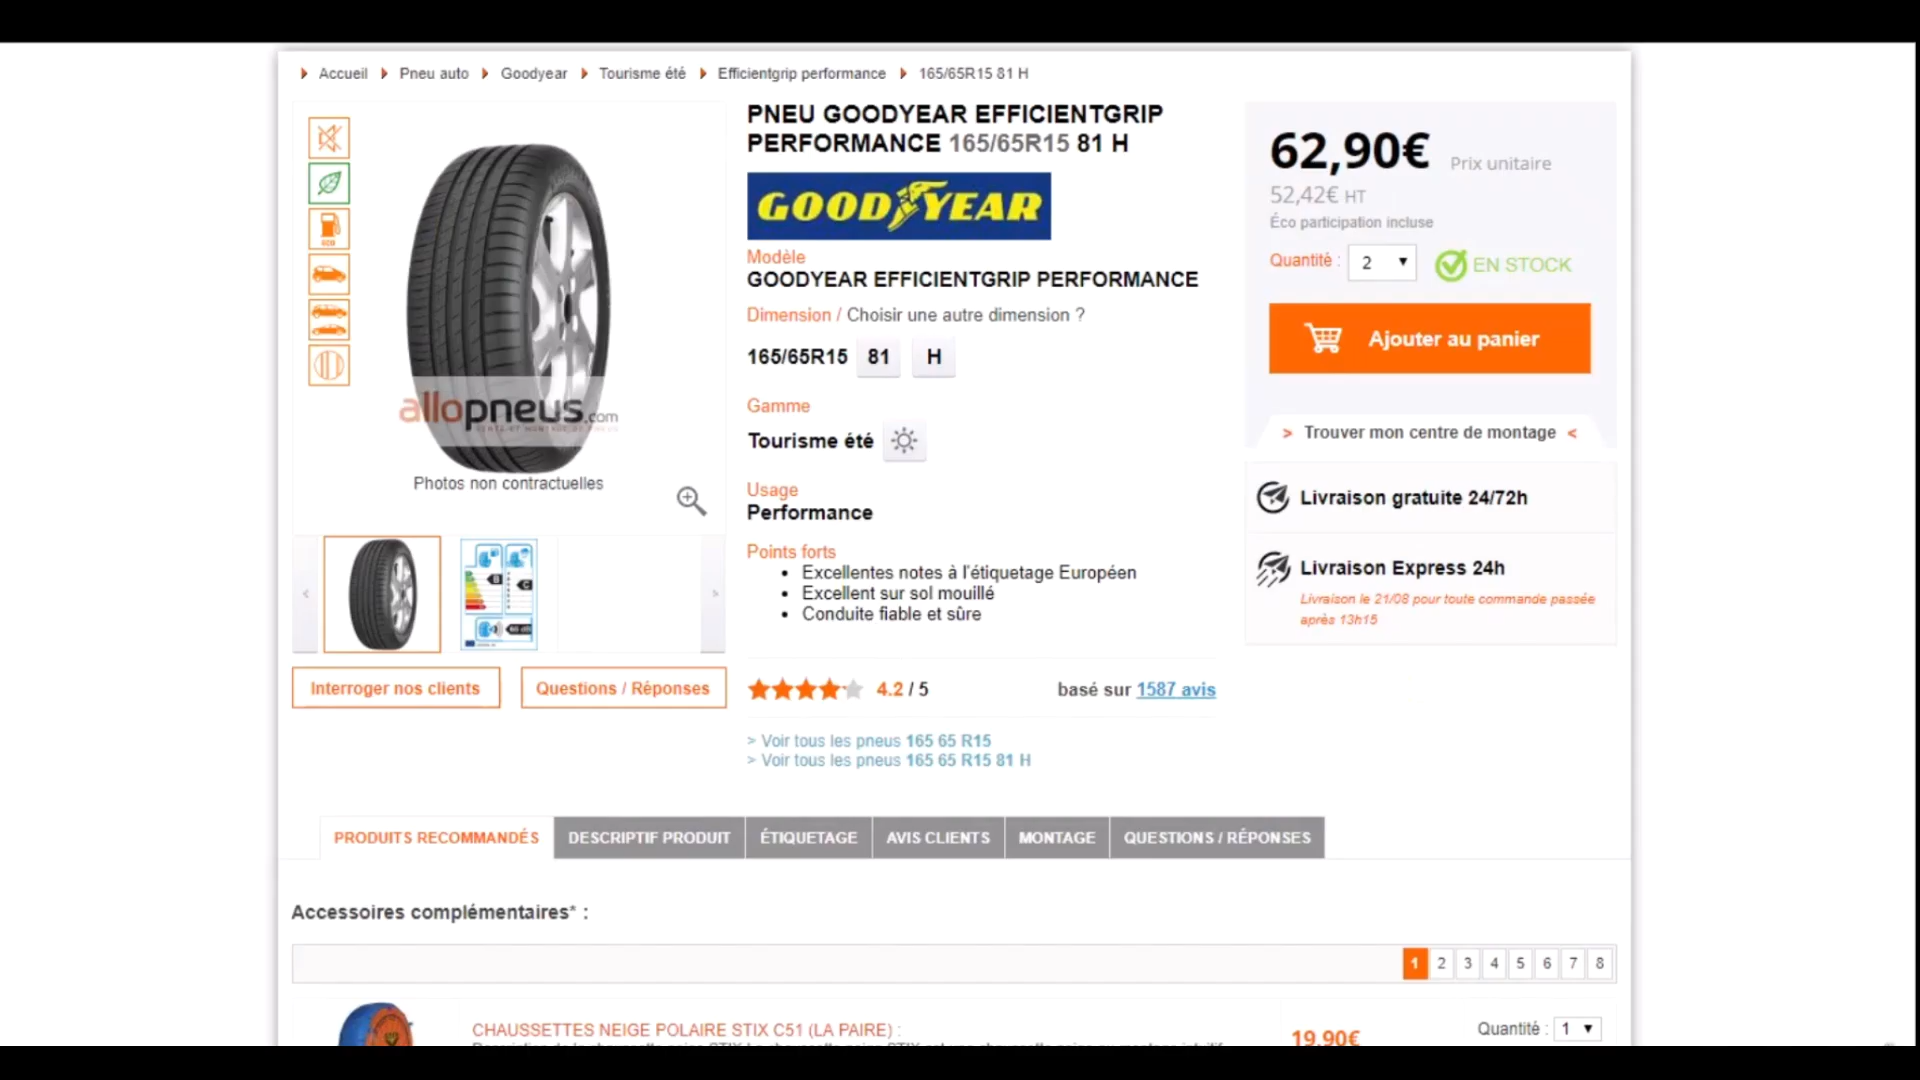 Accueil Pneu auto Goodyear Tourisme été Efficientgrip performance 165/65R15 81 H
PNEU GOODYEAR EFFICIENTGRIP
PERFORMANCE 165/65R15 81 H
GOODYEAR
Modèle
GOODYEAR EFFICIENTGRIP PERFORMANCE
Dimension / Choisir une autre dimension ?
165/65R15 81 H
Gamme
Tourisme été
Usage
Performance
Points forts
• Excellentes notes à l'étiquetage Européen
• Excellent sur sol mouillé
• Conduite fiable et sûre
4.2 / 5 basé sur 1587 avis
> Voir tous les pneus 165 65 R15
> Voir tous les pneus 165 65 R15 81 H
ECO
allopneus.com
Photos non contractuelles
B
C
Interroger nos clients
Questions / Réponses
62,90€ Prix unitaire
52,42€ HT
Éco participation incluse
Quantité : 2 EN STOCK
Ajouter au panier
> Trouver mon centre de montage <
Livraison gratuite 24/72h
Livraison Express 24h
Livraison le 21/08 pour toute commande passée
après 13h15
PRODUITS RECOMMANDÉS DESCRIPTIF PRODUIT ÉTIQUETAGE AVIS CLIENTS MONTAGE QUESTIONS / RÉPONSES
Accessoires complémentaires* :
1 2 3 4 5 6 7 8
CHAUSSETTES NEIGE POLAIRE STIX C51 (LA PAIRE) :
19,90€
Quantité : 1